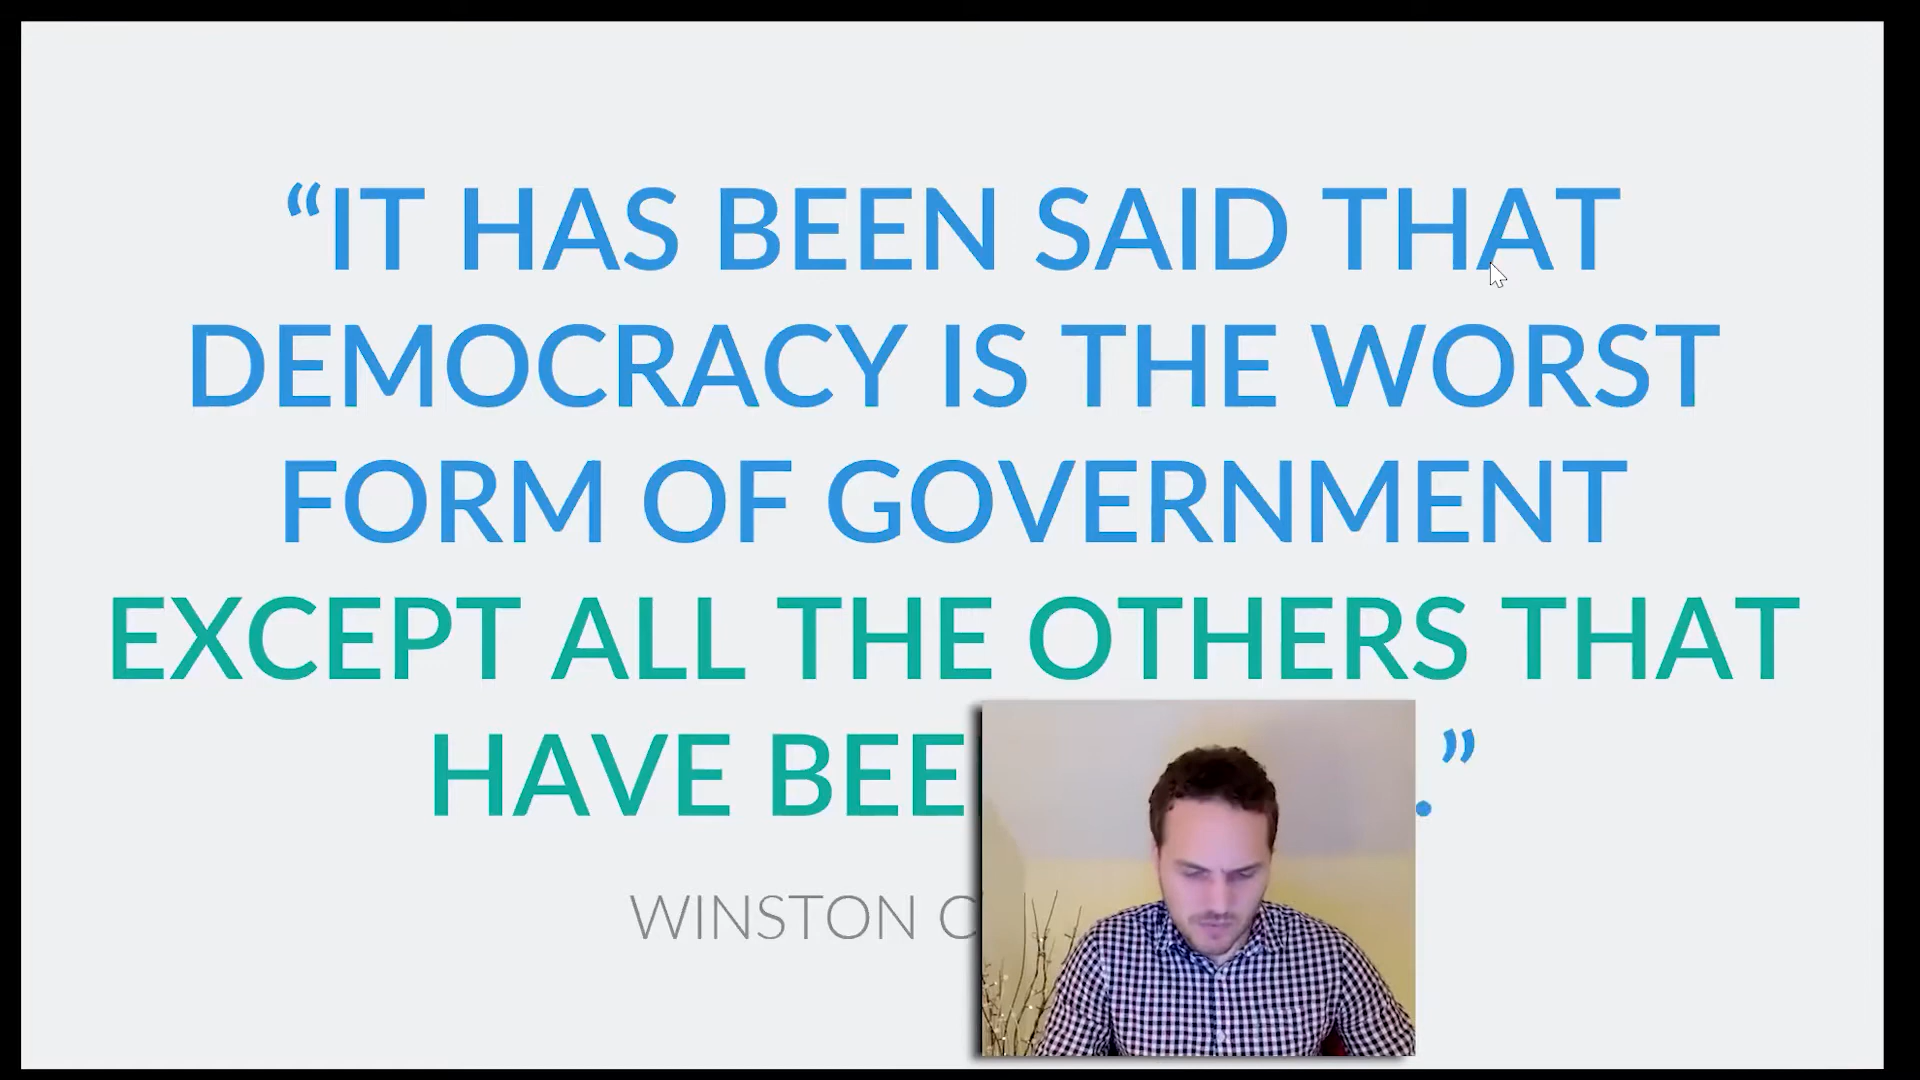 “IT HAS BEEN SAID THAT
DEMOCRACY IS THE WORST
FORM OF GOVERNMENT
EXCEPT ALL THE OTHERS THAT
HAVE BEE .”
WINSTON C